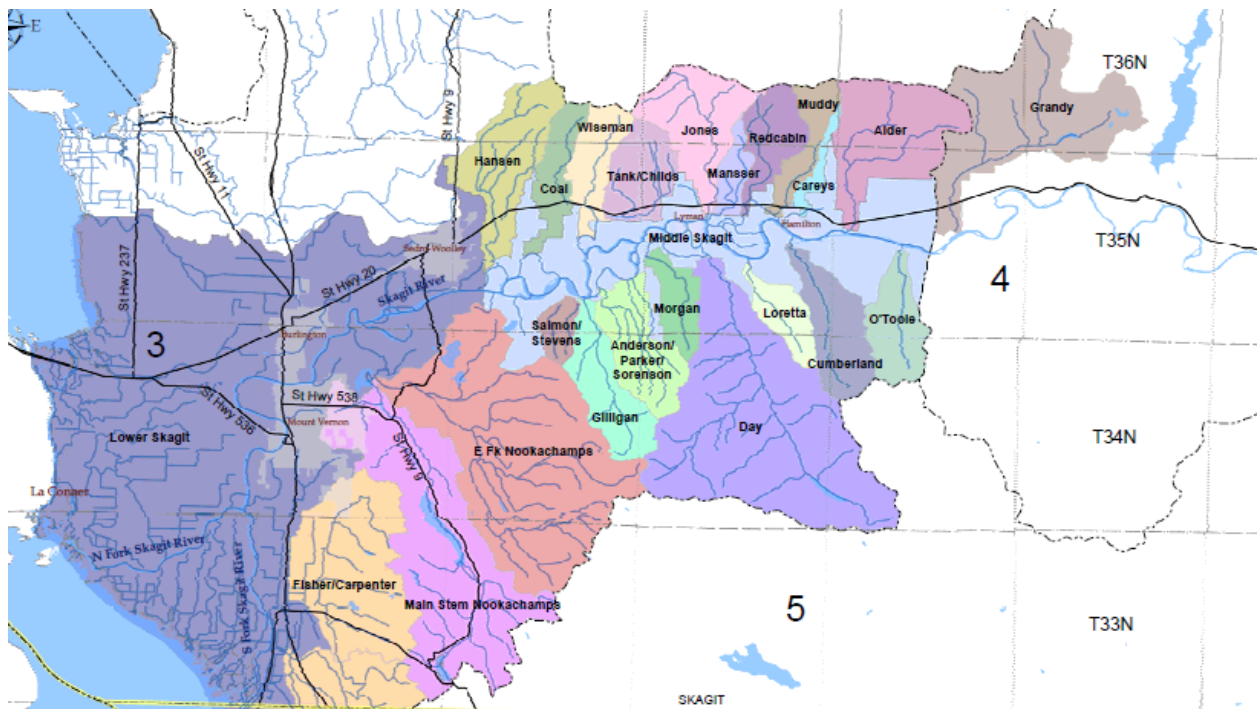 E
T36N
Grandy
St Hwy 9
Muddy
Wiseman
Jones
Alder
Redcabin
Hansen
St Hwy 11
Tank/Childs
Mansser
Coal
Careys
Lyman
Hamilton
Middle Skagit
T35N
Sedro-Woolley
St Hwy 237
St Hwy 20
4
Skagit River
Morgan
Loretta
O'Toole
Salmon/
Stevens
Burlington
3
Anderson/
Parker/
Sorenson
Cumberland
St Hwy 538
St Hwy 536
Gilligan
Mount Vernon
Day
Lower Skagit
T34N
St Hwy 9
E Fk Nookachamps
La Conner
N Fork Skagit River
Fisher/Carpenter
S Fork Skagit River
Main Stem Nookachamps
5
T33N
SKAGIT